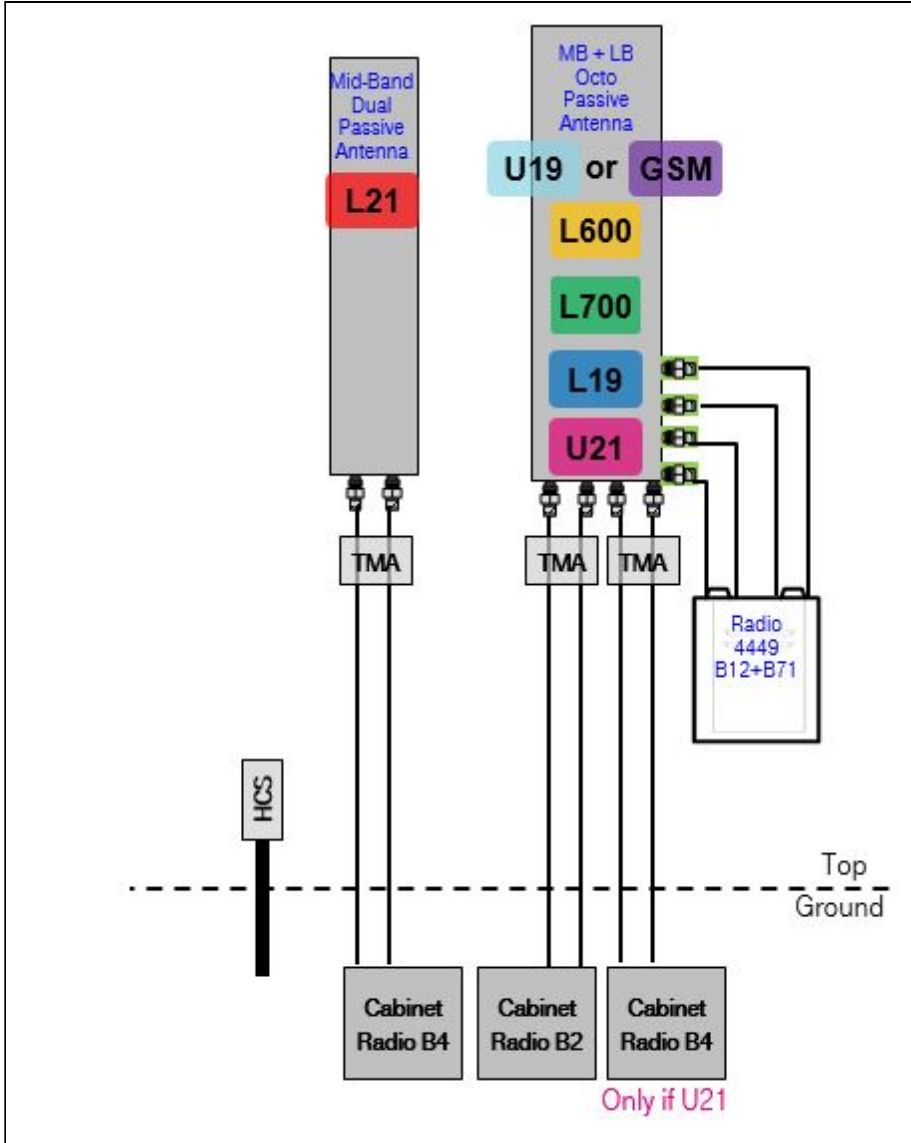 Mid-Band
Dual
Passive
Antenna
L21
MB + LB
Octo
Passive
Antenna
U19 or GSM
L600
L700
L19
U21
TMA
TMA
TMA
Radio
4449
B12+B71
HCS
Top
Ground
Cabinet
Radio B4
Cabinet
Radio B2
Cabinet
Radio B4
Only if U21